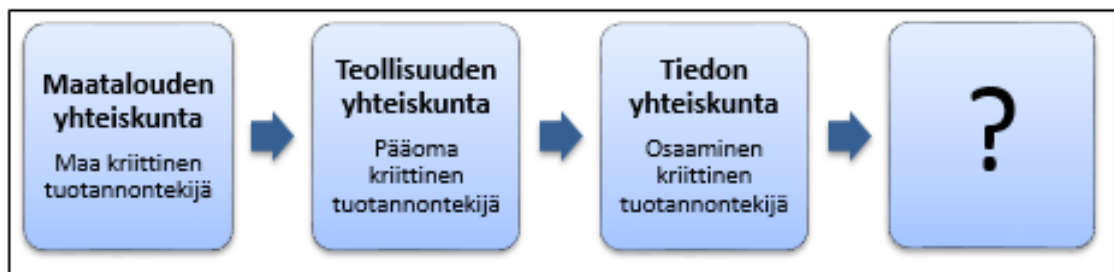 Maatalouden
yhteiskunta
Maa kriittinen
tuotannontekijä
Teollisuuden
yhteiskunta
Pääoma
kriittinen
tuotannontekijä
Tiedon
yhteiskunta
Osaaminen
kriittinen
tuotannontekijä
?